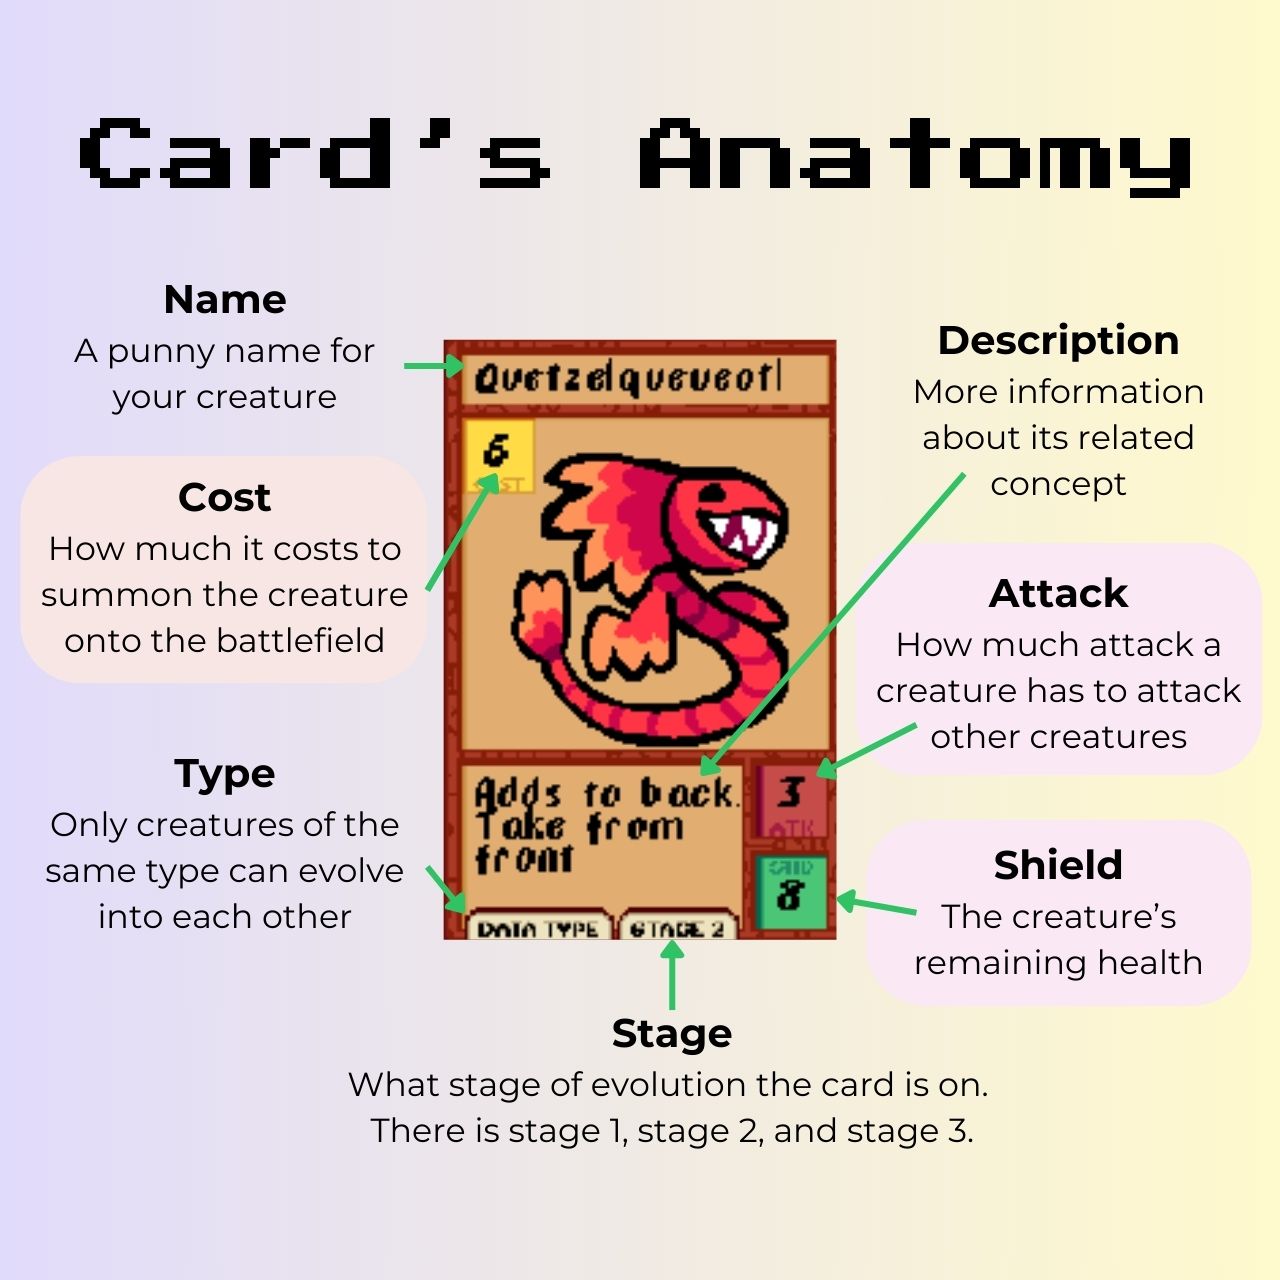 Card's Anatomy
Name
A punny name for
your creature
Cost
How much it costs to
summon the creature
onto the battlefield
Type
Only creatures of the
same type can evolve
into each other
Quetzelqueueotl
6
COST
Adds to back.
Take from
front
3
ATK
SHLD
8
DATA TYPE
STAGE 2
Description
More information
about its related
concept
Attack
How much attack a
creature has to attack
other creatures
Shield
The creature’s
remaining health
Stage
What stage of evolution the card is on.
There is stage 1, stage 2, and stage 3.